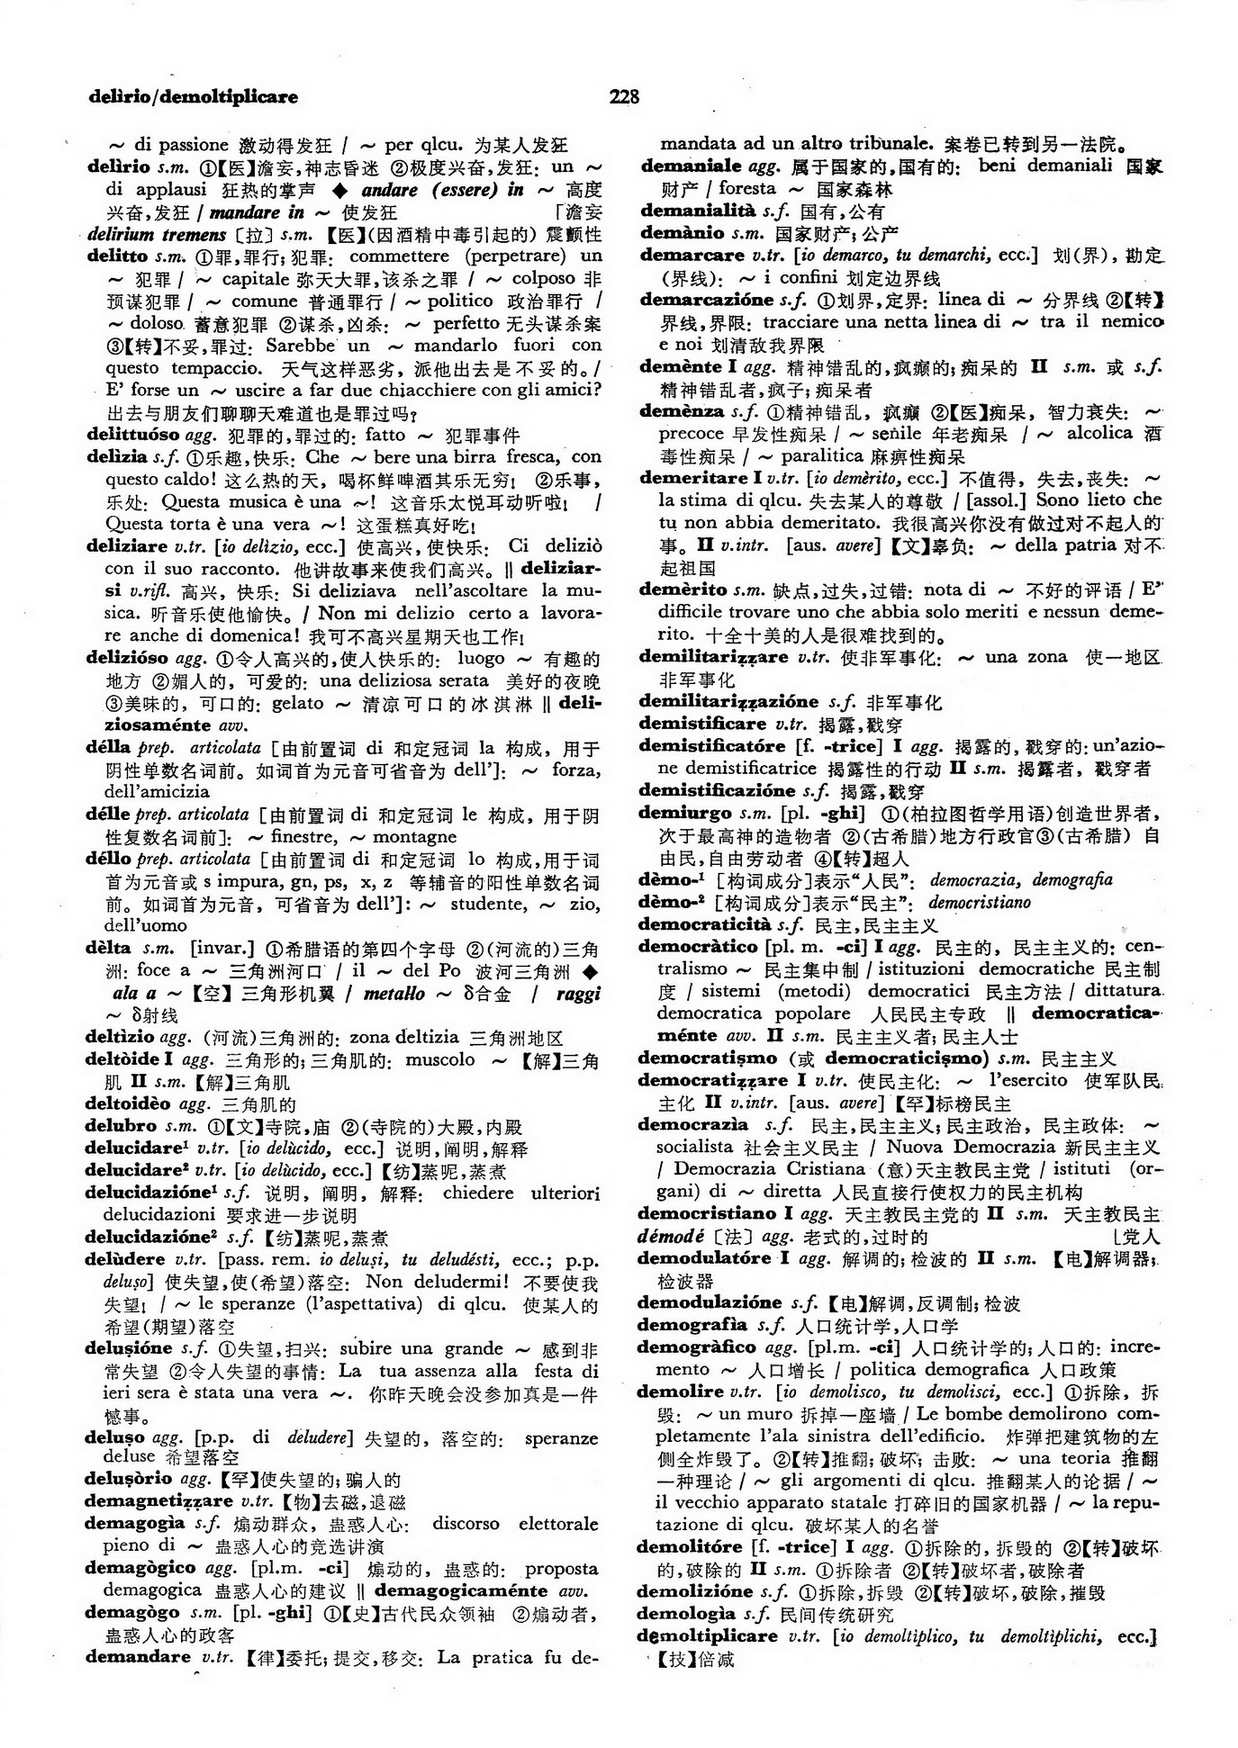 delìrio/demoltiplicare
228
～ di passione 激动得发狂 / ～ per qlcu. 为某人发狂
delìrio s.m. ①【医】澹妄,神志昏迷 ②极度兴奋,发狂: un ～
di applausi 狂热的掌声 ◆ andare (essere) in ～ 高度
兴奋,发狂 / mandare in ～ 使发狂 「澹妄
delirium tremens [拉] s.m. 【医】(因酒精中毒引起的) 震颤性
delitto s.m. ①罪,罪行; 犯罪: commettere (perpetrare) un
～ 犯罪 / ～ capitale 弥天大罪,该杀之罪 / ～ colposo 非
预谋犯罪 / ～ comune 普通罪行 / ～ politico 政治罪行 /
～ doloso 蓄意犯罪 ②谋杀,凶杀: ～ perfetto 无头谋杀案
③【转】不妥,罪过: Sarebbe un ～ mandarlo fuori con
questo tempaccio. 天气这样恶劣, 派他出去是不妥的。/
E' forse un ～ uscire a far due chiacchiere con gli amici?
出去与朋友们聊聊天难道也是罪过吗?
delittuóso agg. 犯罪的,罪过的: fatto ～ 犯罪事件
delìzia s.f. ①乐趣,快乐: Che ～ bere una birra fresca, con
questo caldo! 这么热的天, 喝杯鲜啤酒其乐无穷! ②乐事,
乐处: Questa musica è una ～! 这音乐太悦耳动听啦! /
Questa torta è una vera ～! 这蛋糕真好吃!
deliziare v.tr. [io delìzio, ecc.] 使高兴,使快乐: Ci deliziò
con il suo racconto. 他讲故事来使我们高兴。‖ deliziar-
si v.rifl. 高兴, 快乐: Si deliziava nell'ascoltare la mu-
sica. 听音乐使他愉快。/ Non mi delizio certo a lavora-
re anche di domenica! 我可不高兴星期天也工作!
delizióso agg. ①令人高兴的,使人快乐的: luogo ～ 有趣的
地方 ②媚人的, 可爱的: una deliziosa serata 美好的夜晚
③美味的, 可口的: gelato ～ 清凉可口的冰淇淋 ‖ deli-
ziosaménte avv.
délla prep. articolata [由前置词 di 和定冠词 la 构成, 用于
阴性单数名词前。如词首为元音可省音为 dell']: ～ forza,
dell'amicizia
délle prep. articolata [由前置词 di 和定冠词 le 构成, 用于阴
性复数名词前]: ～ finestre, ～ montagne
déllo prep. articolata [由前置词 di 和定冠词 lo 构成,用于词
首为元音或 s impura, gn, ps, x, z 等辅音的阳性单数名词
前。如词首为元音, 可省音为 dell']: ～ studente, ～ zio,
dell'uomo
dèlta s.m. [invar.] ①希腊语的第四个字母 ②(河流的)三角
洲: foce a ～ 三角洲河口 / il ～ del Po 波河三角洲 ◆
ala a ～ 【空】三角形机翼 / metallo ～ δ合金 / raggi
～ δ射线
deltìzio agg. (河流)三角洲的: zona deltizia 三角洲地区
deltòide I agg. 三角形的; 三角肌的: muscolo ～ 【解】三角
肌 II s.m. 【解】三角肌
deltoidèo agg. 三角肌的
delubro s.m. ①【文】寺院,庙 ②(寺院的)大殿,内殿
delucidare¹ v.tr. [io delùcido, ecc.] 说明,阐明,解释
delucidare² v.tr. [io delùcido, ecc.] 【纺】蒸呢,蒸煮
delucidazióne¹ s.f. 说明, 阐明, 解释: chiedere ulteriori
delucidazioni 要求进一步说明
delucidazióne² s.f. 【纺】蒸呢,蒸煮
delùdere v.tr. [pass. rem. io deluṣi, tu deludésti, ecc.; p.p.
deluṣo] 使失望,使(希望)落空: Non deludermi! 不要使我
失望! / ～ le speranze (l'aspettativa) di qlcu. 使某人的
希望(期望)落空
deluṣióne s.f. ①失望,扫兴: subire una grande ～ 感到非
常失望 ②令人失望的事情: La tua assenza alla festa di
ieri sera è stata una vera ～. 你昨天晚会没参加真是一件
憾事。
deluṣo agg. [p.p. di deludere] 失望的, 落空的: speranze
deluse 希望落空
deluṣòrio agg. 【罕】使失望的; 骗人的
demagnetiẓẓare v.tr. 【物】去磁,退磁
demagogìa s.f. 煽动群众, 蛊惑人心: discorso elettorale
pieno di ～ 蛊惑人心的竞选讲演
demagògico agg. [pl.m. -ci] 煽动的, 蛊惑的: proposta
demagogica 蛊惑人心的建议 ‖ demagogicaménte avv.
demagògo s.m. [pl. -ghi] ①【史】古代民众领袖 ②煽动者,
蛊惑人心的政客
demandare v.tr. 【律】委托; 提交,移交: La pratica fu de-
mandata ad un altro tribunale. 案卷已转到另一法院。
demaniale agg. 属于国家的,国有的: beni demaniali 国家
财产 / foresta ～ 国家森林
demanialità s.f. 国有,公有
demànio s.m. 国家财产; 公产
demarcare v.tr. [io demarco, tu demarchi, ecc.] 划(界), 勘定
(界线): ～ i confini 划定边界线
demarcazióne s.f. ①划界,定界: linea di ～ 分界线 ②【转】
界线,界限: tracciare una netta linea di ～ tra il nemico
e noi 划清敌我界限
demènte I agg. 精神错乱的,疯癫的; 痴呆的 II s.m. 或 s.f.
精神错乱者,疯子; 痴呆者
demènza s.f. ①精神错乱, 疯癫 ②【医】痴呆, 智力衰失: ～
precoce 早发性痴呆 / ～ senile 年老痴呆 / ～ alcolica 酒
毒性痴呆 / ～ paralitica 麻痹性痴呆
demeritare I v.tr. [io demèrito, ecc.] 不值得, 失去,丧失: ～
la stima di qlcu. 失去某人的尊敬 / [assol.] Sono lieto che
tu non abbia demeritato. 我很高兴你没有做过对不起人的
事。II v.intr. [aus. avere] 【文】辜负: ～ della patria 对不
起祖国
demèrito s.m. 缺点,过失,过错: nota di ～ 不好的评语 / E'
difficile trovare uno che abbia solo meriti e nessun deme-
rito. 十全十美的人是很难找到的。
demilitariẓẓare v.tr. 使非军事化: ～ una zona 使一地区
非军事化
demilitariẓẓazióne s.f. 非军事化
demistificare v.tr. 揭露,戳穿
demistificatóre [f. -trice] I agg. 揭露的, 戳穿的: un'azio-
ne demistificatrice 揭露性的行动 II s.m. 揭露者, 戳穿者
demistificazióne s.f. 揭露,戳穿
demiurgo s.m. [pl. -ghi] ①(柏拉图哲学用语)创造世界者,
次于最高神的造物者 ②(古希腊)地方行政官③(古希腊) 自
由民,自由劳动者 ④【转】超人
dèmo-¹ [构词成分]表示“人民”: democrazia, demografia
dèmo-² [构词成分]表示“民主”: democristiano
democraticità s.f. 民主,民主主义
democràtico [pl. m. -ci] I agg. 民主的, 民主主义的: cen-
tralismo ～ 民主集中制 / istituzioni democratiche 民主制
度 / sistemi (metodi) democratici 民主方法 / dittatura
democratica popolare 人民民主专政 ‖ democratica-
ménte avv. II s.m. 民主主义者; 民主人士
democratiṣmo (或 democraticiṣmo) s.m. 民主主义
democratiẓẓare I v.tr. 使民主化: ～ l'esercito 使军队民
主化 II v.intr. [aus. avere] 【罕】标榜民主
democrazìa s.f. 民主,民主主义; 民主政治, 民主政体: ～
socialista 社会主义民主 / Nuova Democrazia 新民主主义
/ Democrazia Cristiana (意)天主教民主党 / istituti (or-
gani) di ～ diretta 人民直接行使权力的民主机构
democristiano I agg. 天主教民主党的 II s.m. 天主教民主
démodé [法] agg. 老式的,过时的 ⌊党人
demodulatóre I agg. 解调的; 检波的 II s.m. 【电】解调器;
检波器
demodulazióne s.f. 【电】解调,反调制; 检波
demografìa s.f. 人口统计学,人口学
demogràfico agg. [pl.m. -ci] 人口统计学的; 人口的: incre-
mento ～ 人口增长 / politica demografica 人口政策
demolire v.tr. [io demolisco, tu demolisci, ecc.] ①拆除, 拆
毁: ～ un muro 拆掉一座墙 / Le bombe demolirono com-
pletamente l'ala sinistra dell'edificio. 炸弹把建筑物的左
侧全炸毁了。②【转】推翻; 破坏; 击败: ～ una teoria 推翻
一种理论 / ～ gli argomenti di qlcu. 推翻某人的论据 / ～
il vecchio apparato statale 打碎旧的国家机器 / ～ la repu-
tazione di qlcu. 破坏某人的名誉
demolitóre [f. -trice] I agg. ①拆除的, 拆毁的 ②【转】破坏
的,破除的 II s.m. ①拆除者 ②【转】破坏者,破除者
demolizióne s.f. ①拆除,拆毁 ②【转】破坏,破除,摧毁
demologìa s.f. 民间传统研究
demoltiplicare v.tr. [io demoltìplico, tu demoltìplichi, ecc.]
【技】倍减